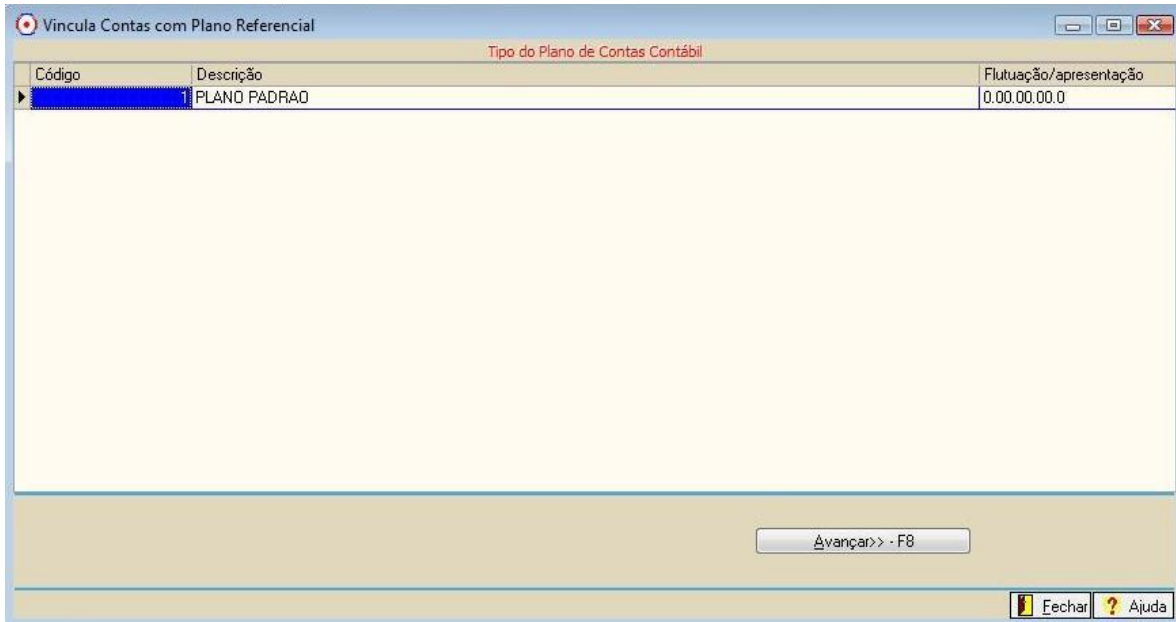 Vincula Contas com Plano Referencial
Tipo do Plano de Contas Contábil
Código Descrição Flutuação/apresentação
1 PLANO PADRAO 0.00.00.00.0
Avançar>> - F8
Fechar ? Ajuda